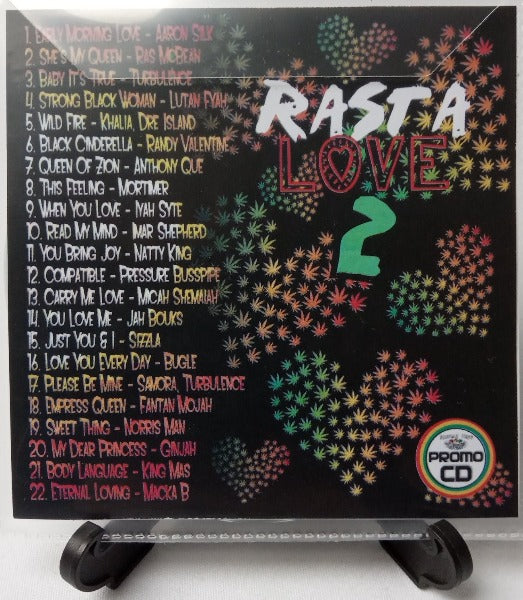 1. Early Morning Love - Aaron Silk
2. She's My Queen - Ras McBean
3. Baby It's True - Turbulence
4. Strong Black Woman - Lutan Fyah
5. Wild Fire - Khalia, Dre Island
6. Black Cinderella - Randy Valentine
7. Queen Of Zion - Anthony Que
8. This Feeling - Mortimer
9. When You Love - Iyah Syte
10. Read My Mind - Imar Shepherd
11. You Bring Joy - Natty King
12. Compatible - Pressure Busspipe
13. Carry Me Love - Micah Shemaiah
14. You Love Me - Jah Bouks
15. Just You & I - Sizzla
16. Love You Every Day - Bugle
17. Please Be Mine - Samora, Turbulence
18. Empress Queen - Fantan Mojah
19. Sweet Thing - Norris Man
20. My Dear Princess - Ginjah
21. Body Language - King Mas
22. Eternal Loving - Macka B
RASTA
LOVE
2
PROMO
CD